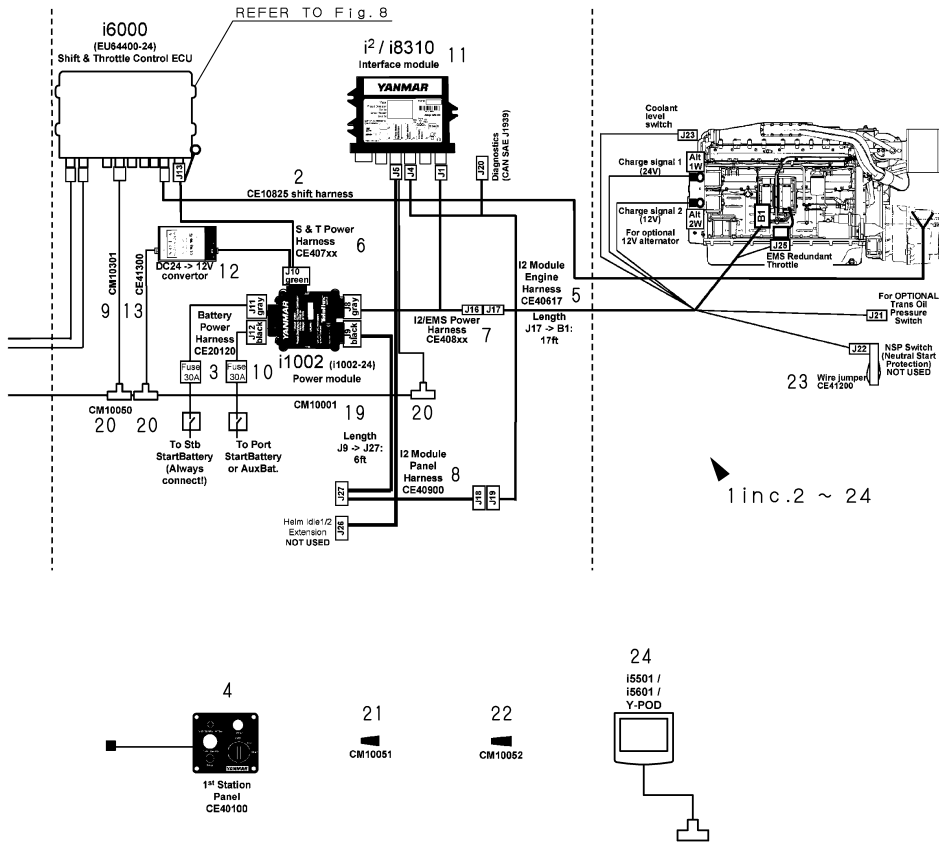 REFER TO Fig.8
i6000
(EU64400-24)
Shift & Throttle Control ECU
i² / i8310
Interface module
11
YANMAR
J13
J5
J4
J1
J20
Diagnostics
(CAN SAE J1939)
2
CE10825 shift harness
Coolant
level
switch
J23
Charge signal 1
(24V)
Alt
1W
Charge signal 2
(12V)
Alt
2W
For optional
12V alternator
B1
J25
EMS Redundant
Throttle
S & T Power
Harness
CE407xx
6
DC24 -> 12V
convertor
12
CM10301
CE41300
9
13
J10
green
J11
gray
J12
black
YANMAR
J8
gray
J9
black
Battery
Power
Harness
CE20120
3
10
Fuse
30A
Fuse
30A
i1002 (i1002-24)
Power module
J16
J17
I2/EMS Power
Harness
CE408xx
7
I2 Module
Engine
Harness
CE40617
5
Length
J17 -> B1:
17ft
For OPTIONAL
Trans Oil
Pressure
Switch
J21
J22
NSP Switch
(Neutral Start
Protection)
NOT USED
23
Wire jumper
CE41200
CM10050
20
20
CM10001
19
20
To Stb
StartBattery
(Always
connect!)
To Port
StartBattery
or AuxBat.
Length
J9 -> J27:
6ft
I2 Module
Panel
Harness
CE40900
8
J27
J18
J19
Helm Idle1/2
Extension
NOT USED
J26
1inc.2 ~ 24
4
YANMAR
1st Station
Panel
CE40100
21
CM10051
22
CM10052
24
i5501 /
i5601 /
Y-POD